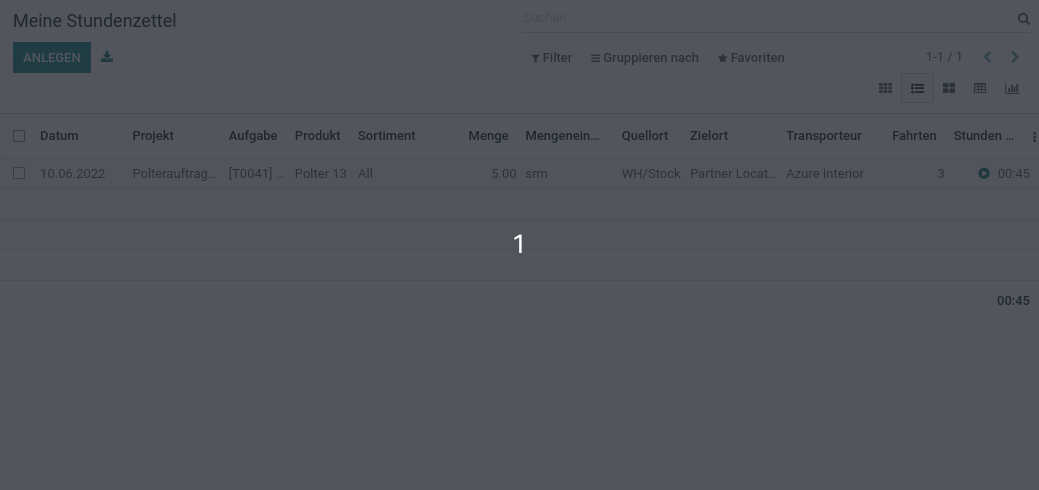 Meine Stundenzettel
Suchen...
ANLEGEN
Filter Gruppieren nach Favoriten
1-1 / 1
Datum Projekt Aufgabe Produkt Sortiment Menge Mengenein... Quellort Zielort Transporteur Fahrten Stunden ...
10.06.2022 Polterauftrag... [T0041] ... Polter 13 All 5.00 srm WH/Stock Partner Locat... Azure Interior 3 00:45
1
00:45